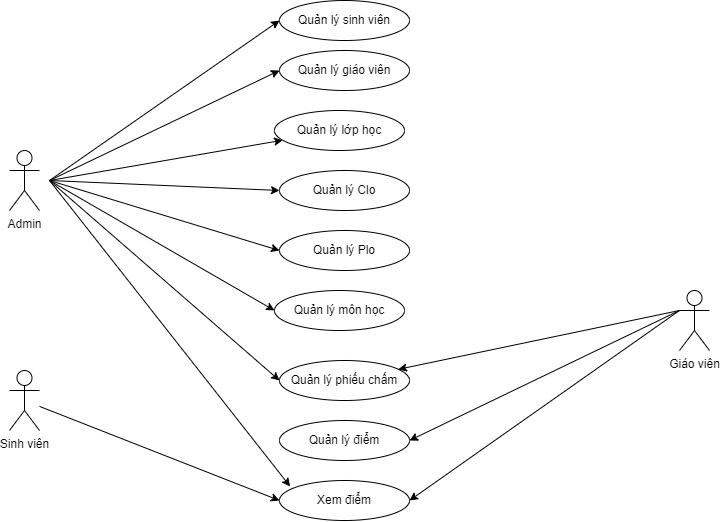 Quản lý sinh viên
Quản lý giáo viên
Quản lý lớp học
Quản lý Clo
Admin
Quản lý Plo
Quản lý môn học
Giáo viên
Quản lý phiếu chấm
Sinh viên
Quản lý điểm
Xem điểm